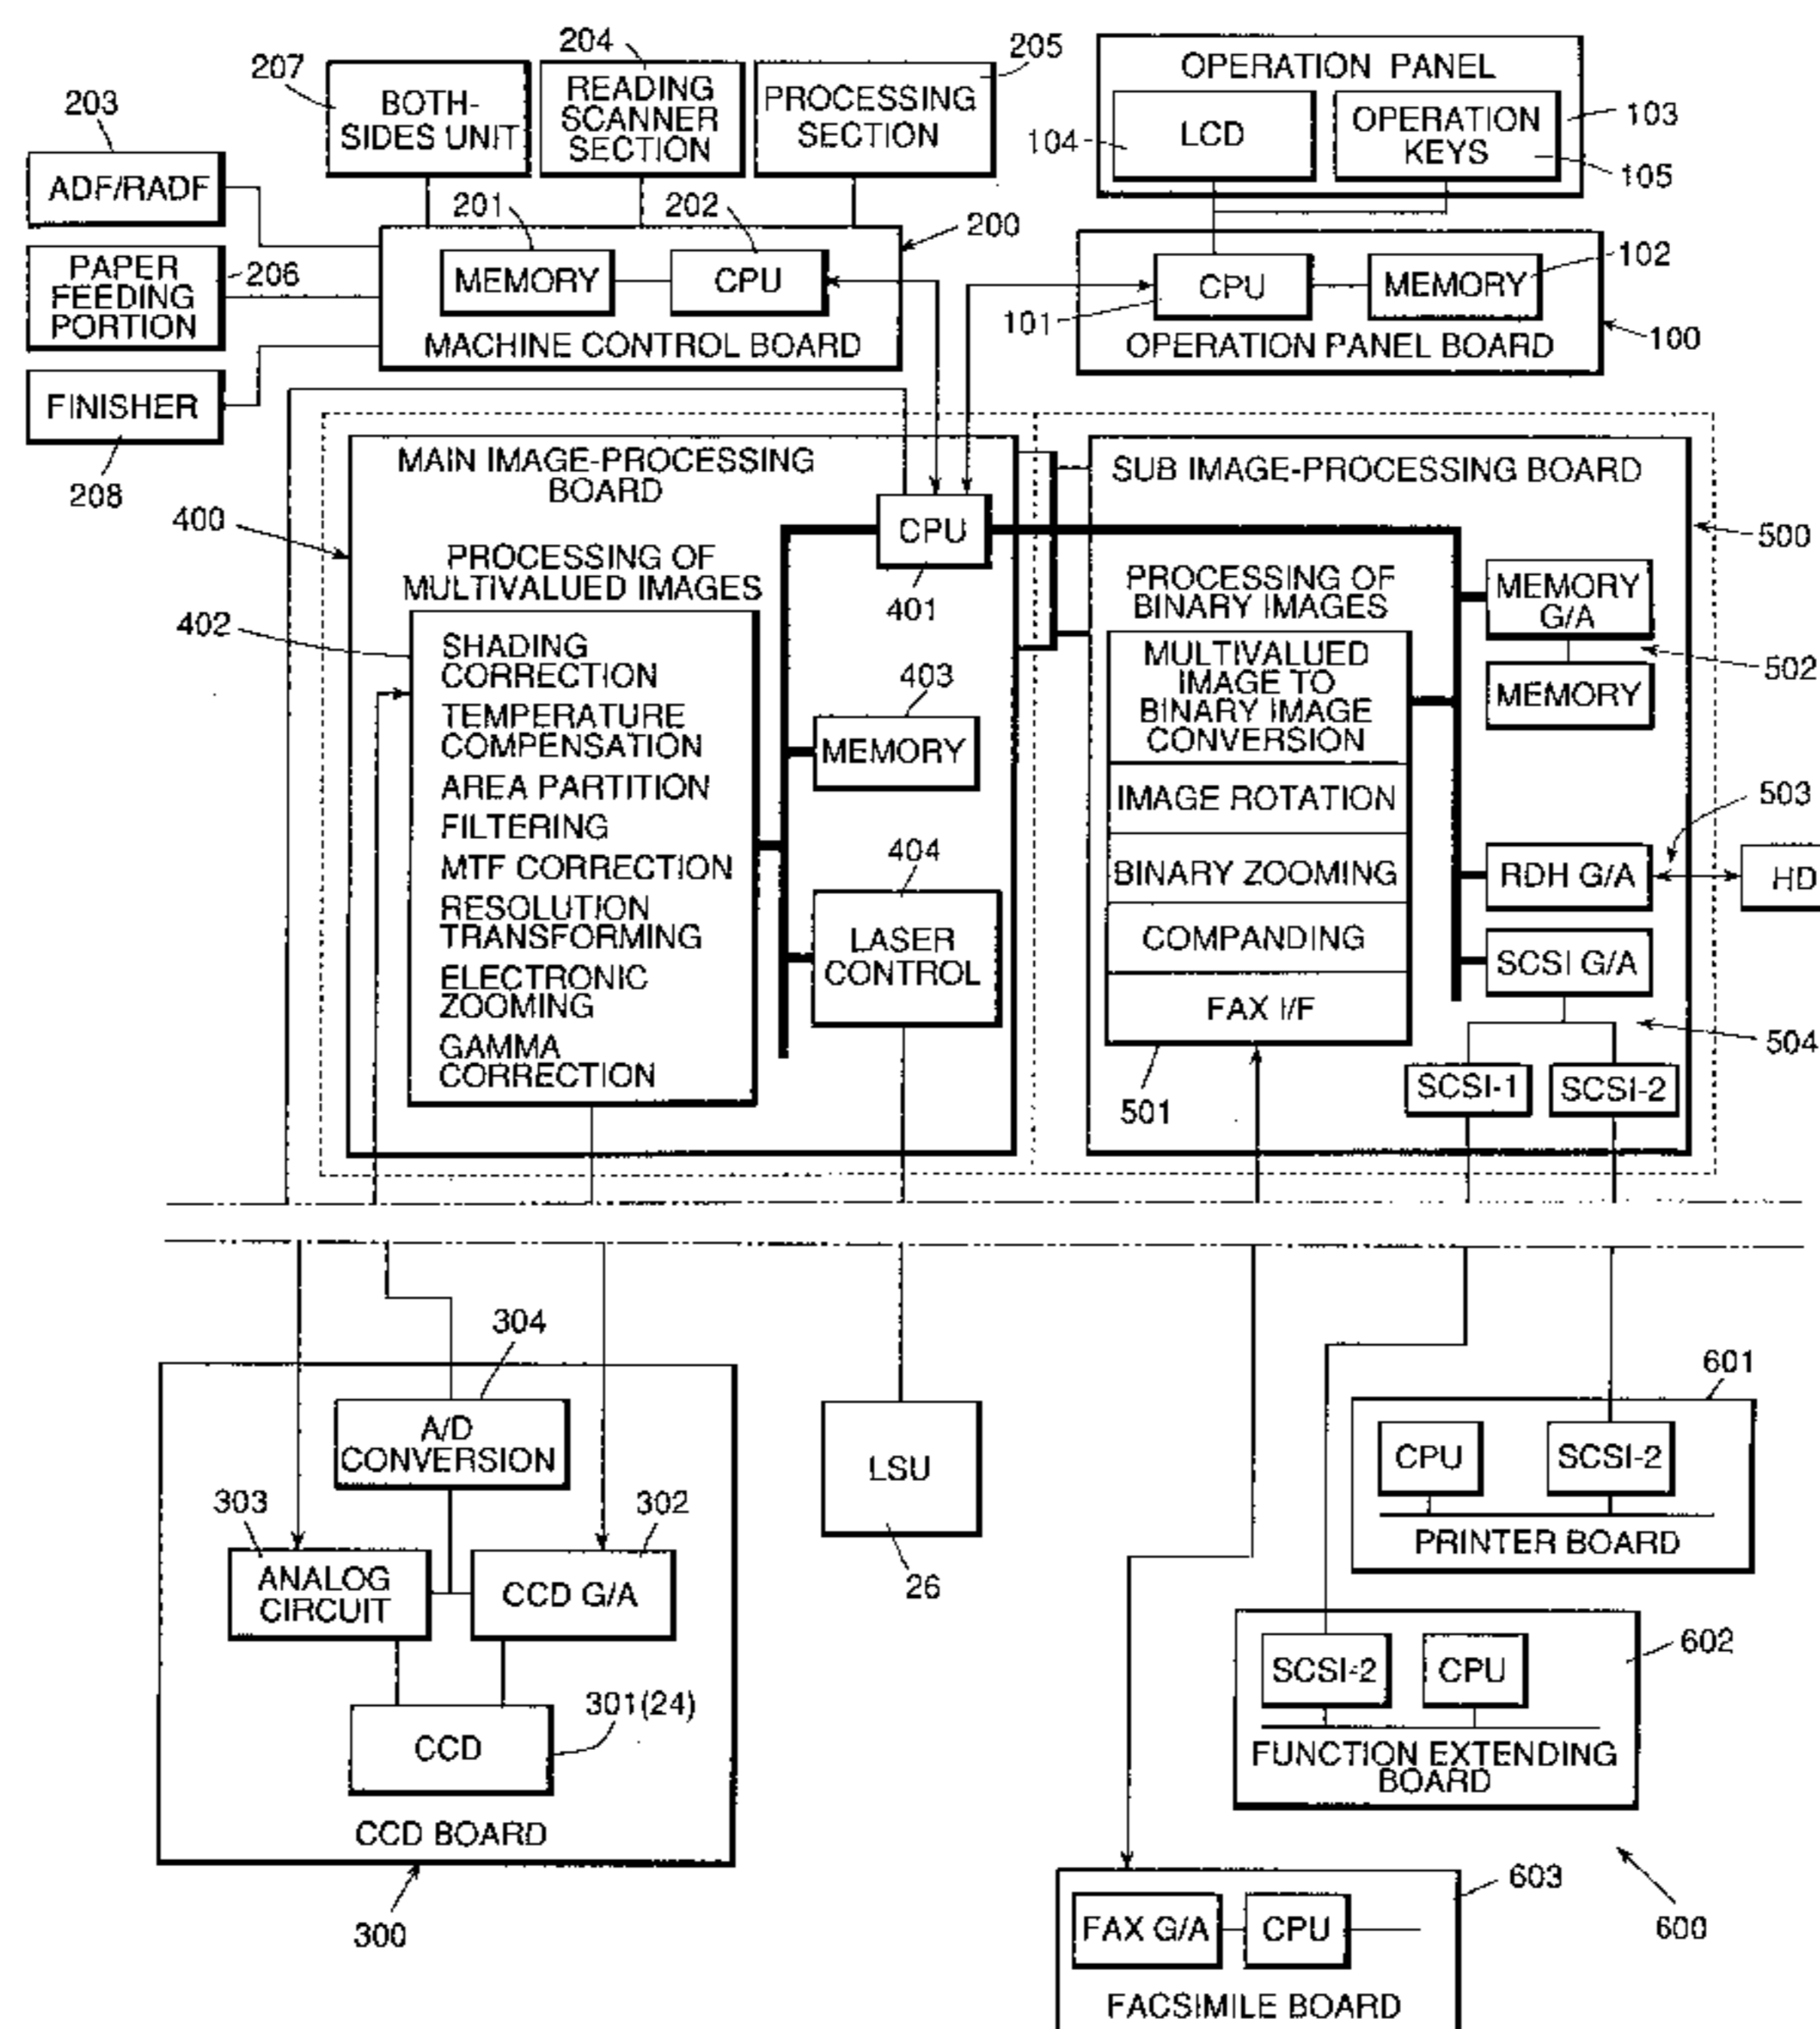 204
205
207
203
BOTH-
SIDES UNIT
READING
SCANNER
SECTION
PROCESSING
SECTION
OPERATION PANEL
LCD
OPERATION
KEYS
104
103
105
ADF/RADF
201
202
200
PAPER
FEEDING
PORTION
206
MEMORY
CPU
MACHINE CONTROL BOARD
CPU
MEMORY
102
101
OPERATION PANEL BOARD
100
FINISHER
208
MAIN IMAGE-PROCESSING
BOARD
400
CPU
401
PROCESSING OF
MULTIVALUED IMAGES
402
SHADING
CORRECTION
TEMPERATURE
COMPENSATION
AREA PARTITION
FILTERING
MTF CORRECTION
RESOLUTION
TRANSFORMING
ELECTRONIC
ZOOMING
GAMMA
CORRECTION
403
MEMORY
404
LASER
CONTROL
SUB IMAGE-PROCESSING BOARD
500
PROCESSING OF
BINARY IMAGES
MULTIVALUED
IMAGE TO
BINARY IMAGE
CONVERSION
IMAGE ROTATION
BINARY ZOOMING
COMPANDING
FAX I/F
501
MEMORY
G/A
502
MEMORY
503
RDH G/A
HD
SCSI G/A
504
SCSI-1
SCSI-2
304
A/D
CONVERSION
303
302
ANALOG
CIRCUIT
CCD G/A
301(24)
CCD
CCD BOARD
300
LSU
26
601
CPU
SCSI-2
PRINTER BOARD
602
SCSI-2
CPU
FUNCTION EXTENDING
BOARD
603
600
FAX G/A
CPU
FACSIMILE BOARD